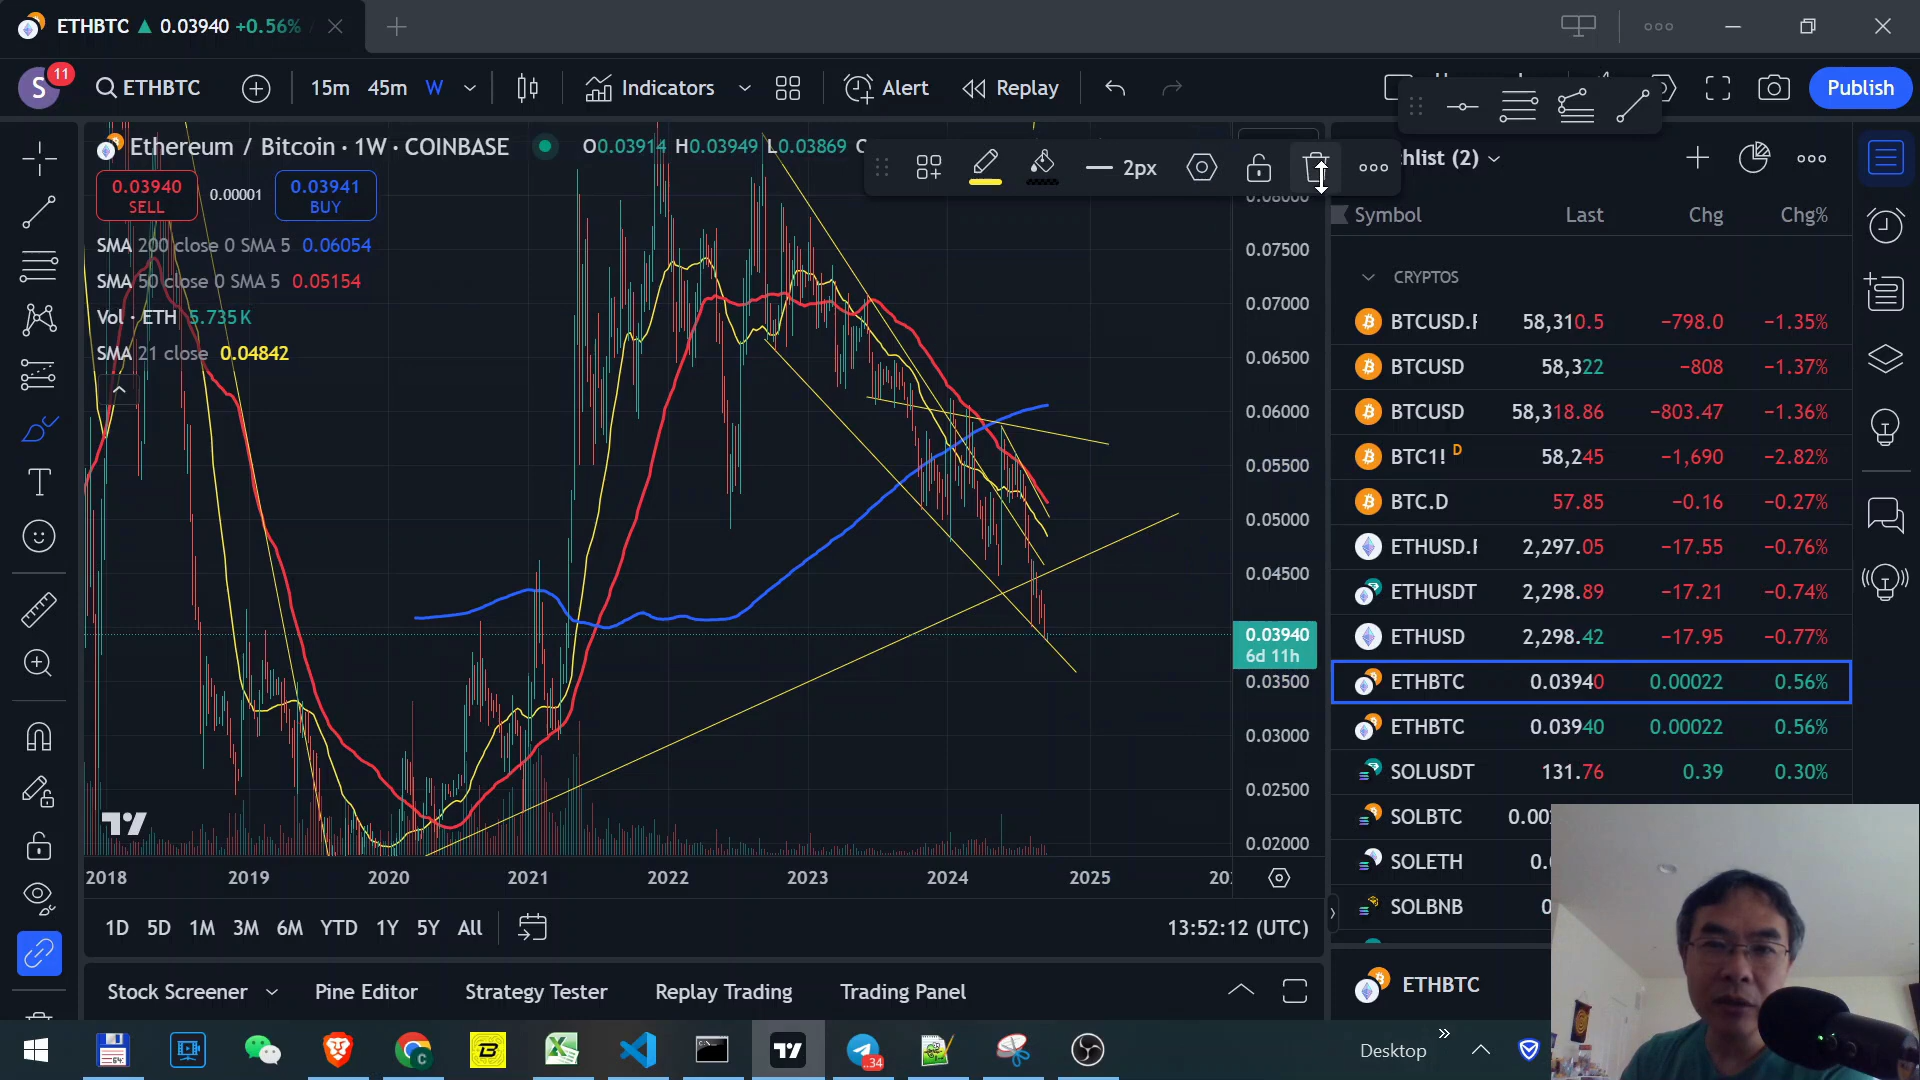 ETHBTC ▲ 0.03940 +0.56%
S 11 ETHBTC 15m 45m W Indicators Alert Replay Publish
Ethereum / Bitcoin · 1W · COINBASE O0.03914 H0.03949 L0.03869
2px
0.03940 SELL 0.00001 0.03941 BUY
SMA 200 close 0 SMA 5 0.06054
SMA 50 close 0 SMA 5 0.05154
Vol · ETH 5.735 K
SMA 21 close 0.04842
0.08000
0.07500
0.07000
0.06500
0.06000
0.05500
0.05000
0.04500
0.03940
6d 11h
0.03500
0.03000
0.02500
0.02000
2018 2019 2020 2021 2022 2023 2024 2025
1D 5D 1M 3M 6M YTD 1Y 5Y All 13:52:12 (UTC)
Stock Screener Pine Editor Strategy Tester Replay Trading Trading Panel
hlist (2)
Symbol Last Chg Chg%
CRYPTOS
BTCUSD.F 58,310.5 −798.0 −1.35%
BTCUSD 58,322 −808 −1.37%
BTCUSD 58,318.86 −803.47 −1.36%
BTC1! D 58,245 −1,690 −2.82%
BTC.D 57.85 −0.16 −0.27%
ETHUSD.F 2,297.05 −17.55 −0.76%
ETHUSDT 2,298.89 −17.21 −0.74%
ETHUSD 2,298.42 −17.95 −0.77%
ETHBTC 0.03940 0.00022 0.56%
ETHBTC 0.03940 0.00022 0.56%
SOLUSDT 131.76 0.39 0.30%
SOLBTC 0.00
SOLETH 0.
SOLBNB 0
ETHBTC
64 C 34 Desktop